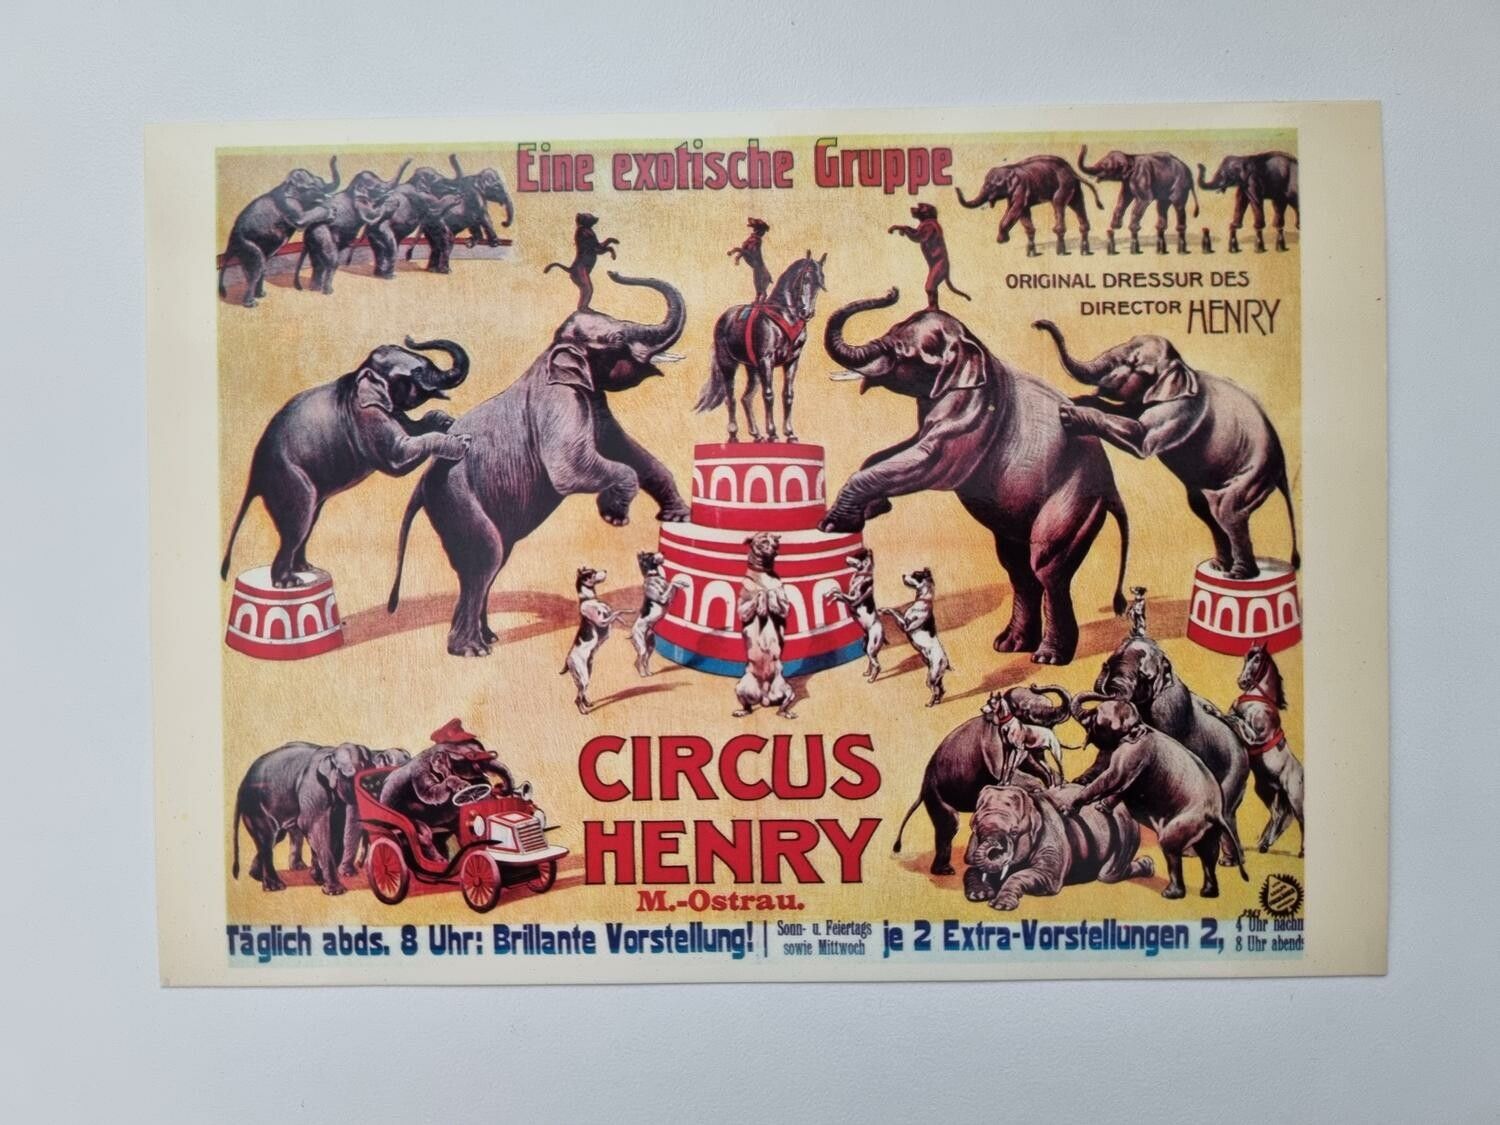 Eine exotische Gruppe
ORIGINAL DRESSUR DES
DIRECTOR HENRY
CIRCUS
HENRY
M.-Ostrau.
Täglich abds. 8 Uhr: Brillante Vorstellung!
Sonn- u. Feiertags
sowie Mittwoch
je 2 Extra-Vorstellungen 2,
4 Uhr nachm
8 Uhr abends